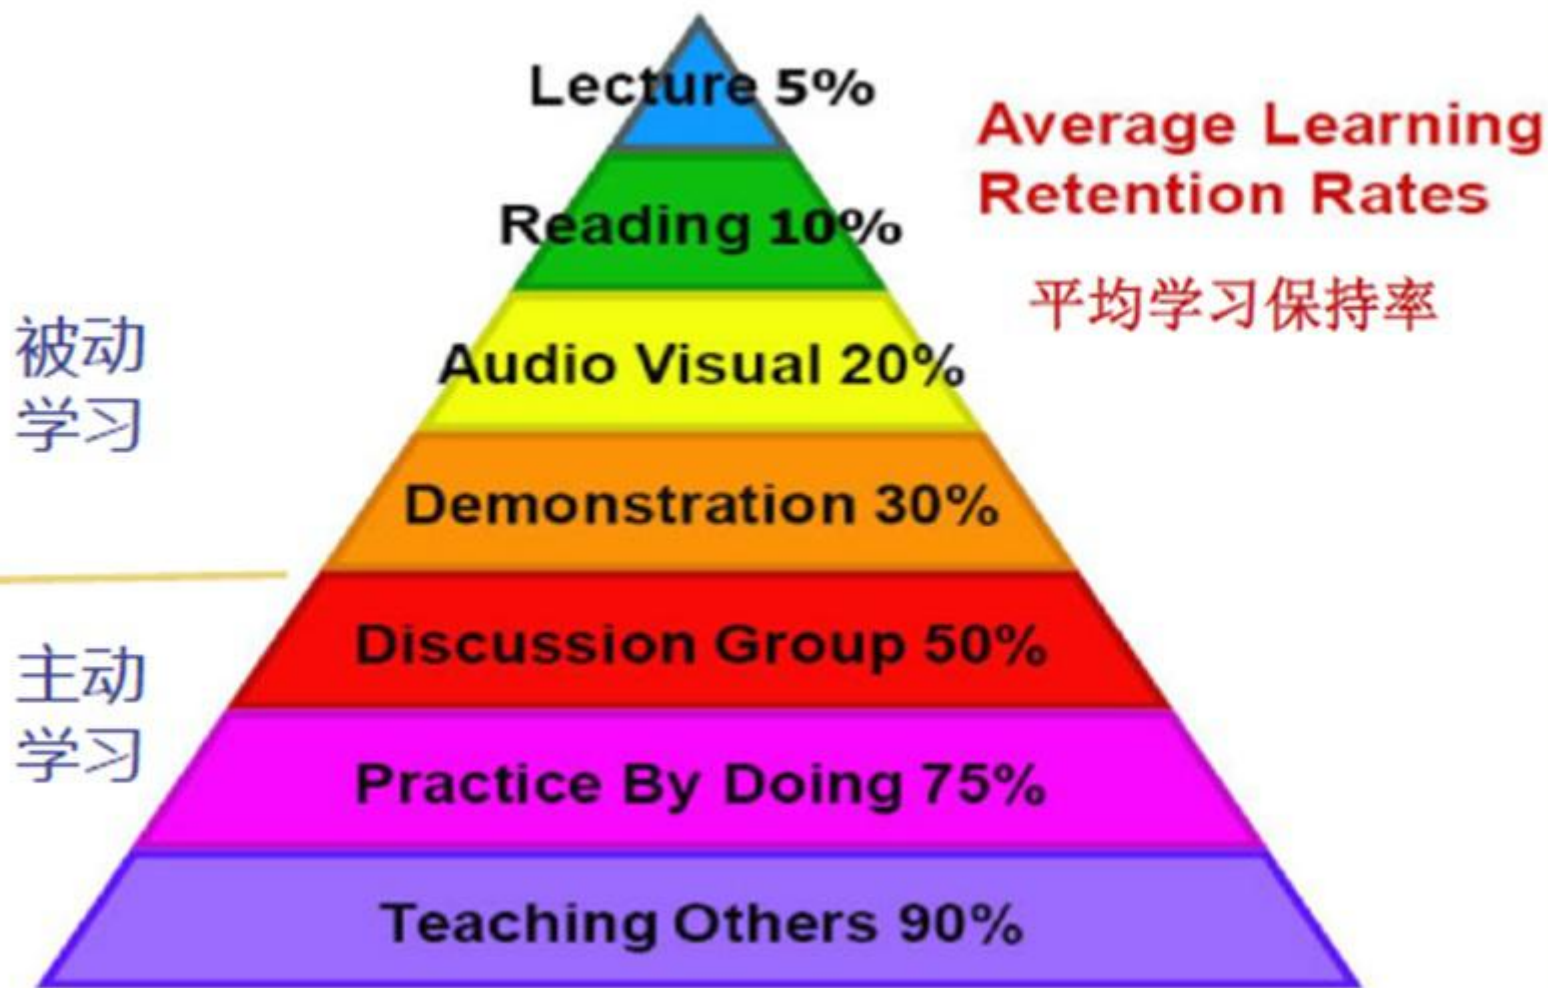 Lecture 5%
Average Learning
Retention Rates
Reading 10%
平均学习保持率
被动
学习
Audio Visual 20%
Demonstration 30%
Discussion Group 50%
主动
学习
Practice By Doing 75%
Teaching Others 90%